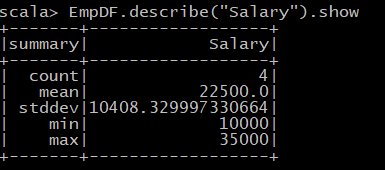 scala> EmpDF.describe("Salary").show
+-------+------------------+
|summary|            Salary|
+-------+------------------+
|  count|                 4|
|   mean|           22500.0|
| stddev|10408.329997330664|
|    min|             10000|
|    max|             35000|
+-------+------------------+